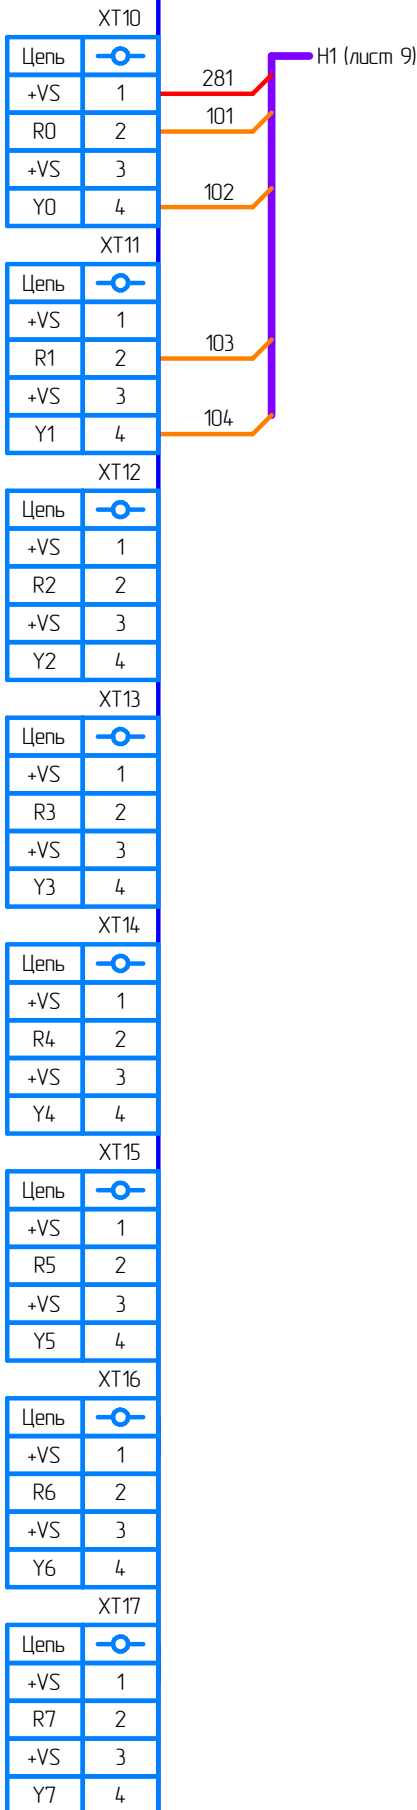 XT10
Цепь
H1 (лист 9)
+VS 1 281
R0 2 101
+VS 3
Y0 4 102
XT11
Цепь
+VS 1
R1 2 103
+VS 3
Y1 4 104
XT12
Цепь
+VS 1
R2 2
+VS 3
Y2 4
XT13
Цепь
+VS 1
R3 2
+VS 3
Y3 4
XT14
Цепь
+VS 1
R4 2
+VS 3
Y4 4
XT15
Цепь
+VS 1
R5 2
+VS 3
Y5 4
XT16
Цепь
+VS 1
R6 2
+VS 3
Y6 4
XT17
Цепь
+VS 1
R7 2
+VS 3
Y7 4